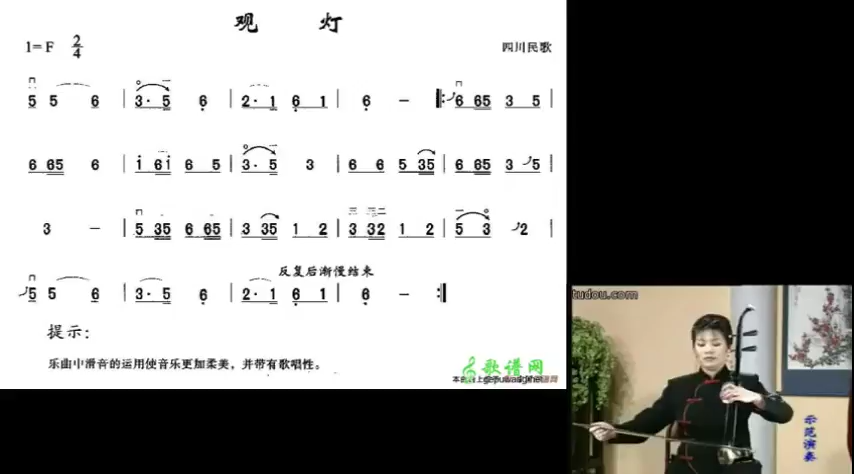 观 灯
1=F 2/4 四川民歌
5 5 6 | 3· 5 6 | 2· 1 6 1 | 6 — ‖: 6 65 3 5 |
6 65 6 | i 6i 6 5 | 3· 5 3 | 6 6 5 35 | 6 65 3 5 |
3 — | 5 35 6 65 | 3 35 1 2 | 3 32 1 2 | 5 3 2 |
反复后渐慢结束
5 5 6 | 3· 5 6 | 2· 1 6 1 | 6 — :‖
提示:
乐曲中滑音的运用使音乐更加柔美,并带有歌唱性。
歌谱网
tudou.com
示范演奏